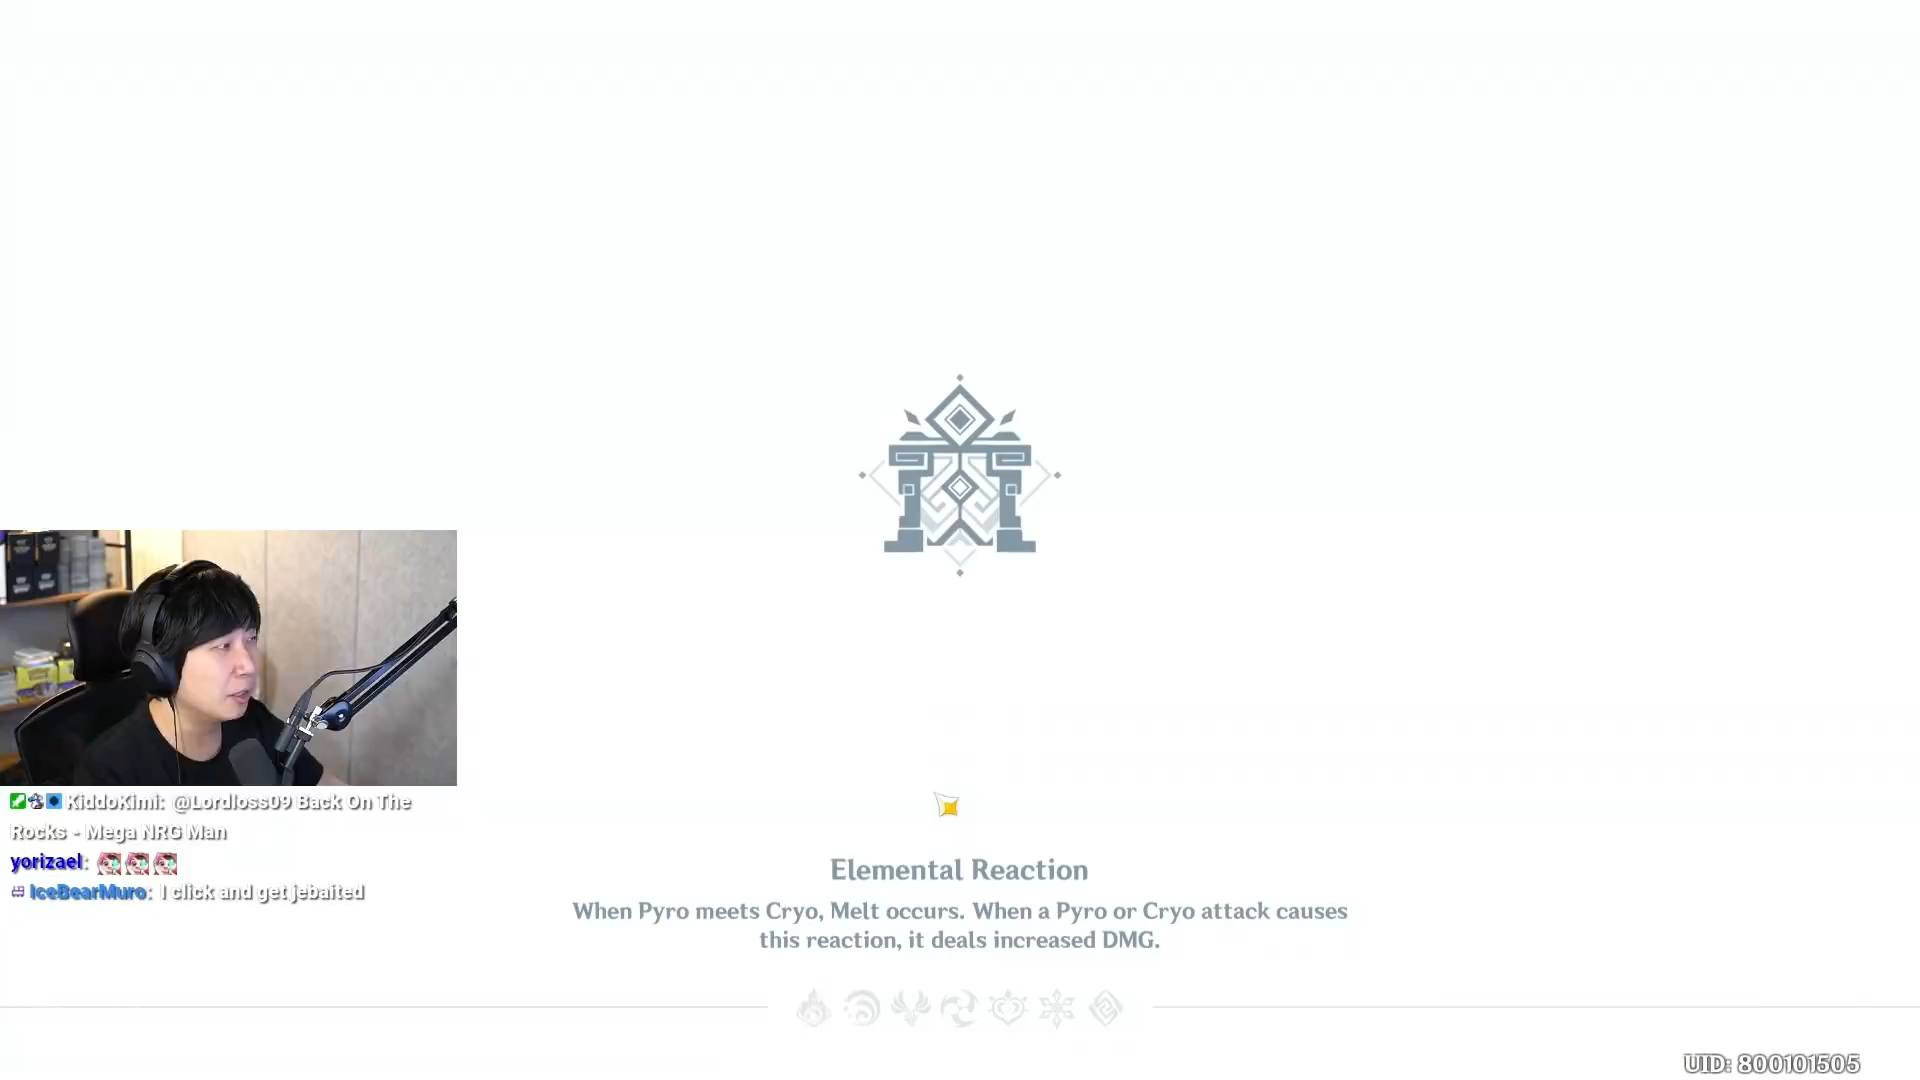 KiddoKimi: @Lordloss09 Back On The
Rocks - Mega NRG Man
yorizael:
IceBearMuro: I click and get jebaited
Elemental Reaction
When Pyro meets Cryo, Melt occurs. When a Pyro or Cryo attack causes
this reaction, it deals increased DMG.
UID: 800101505